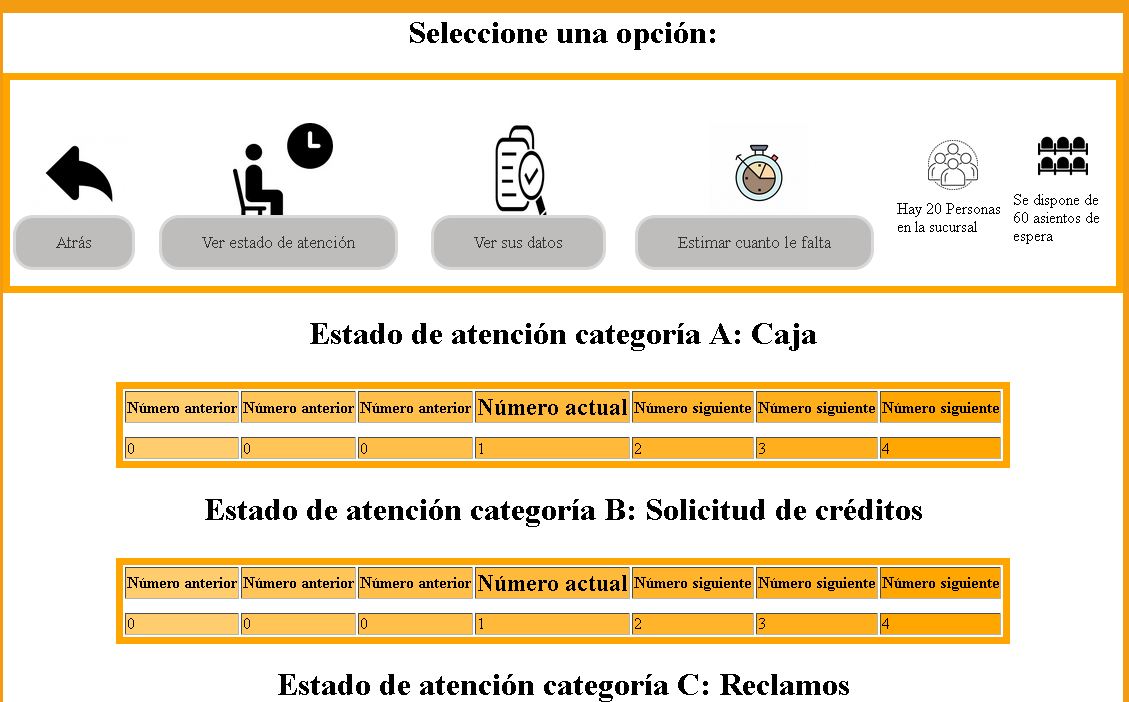 Seleccione una opción:
Atrás
Ver estado de atención
Ver sus datos
Estimar cuanto le falta
Hay 20 Personas
en la sucursal
Se dispone de
60 asientos de
espera
Estado de atención categoría A: Caja
Número anterior Número anterior Número anterior Número actual Número siguiente Número siguiente Número siguiente
0 0 0 1 2 3 4
Estado de atención categoría B: Solicitud de créditos
Número anterior Número anterior Número anterior Número actual Número siguiente Número siguiente Número siguiente
0 0 0 1 2 3 4
Estado de atención categoría C: Reclamos